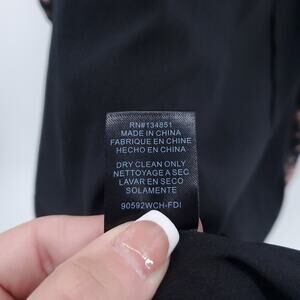 RN#134851
MADE IN CHINA
FABRIQUE EN CHINE
HECHO EN CHINA
DRY CLEAN ONLY
NETTOYAGE A SEC
LAVAR EN SECO
SOLAMENTE
90592WCH-FDI